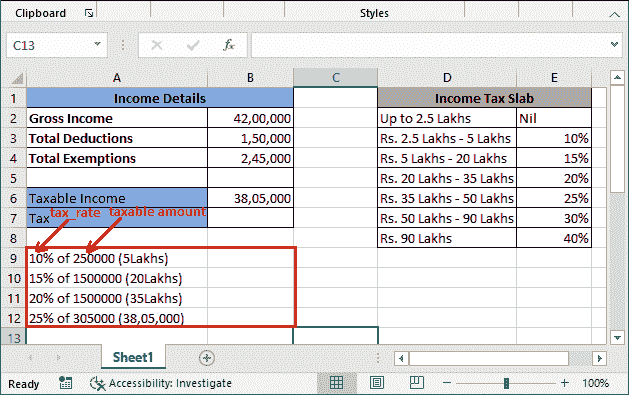 Clipboard Styles
C13 fx
A B C D E
1 Income Details Income Tax Slab
2 Gross Income 42,00,000 Up to 2.5 Lakhs Nil
3 Total Deductions 1,50,000 Rs. 2.5 Lakhs - 5 Lakhs 10%
4 Total Exemptions 2,45,000 Rs. 5 Lakhs - 20 Lakhs 15%
5 Rs. 20 Lakhs - 35 Lakhs 20%
6 Taxable Income 38,05,000 Rs. 35 Lakhs - 50 Lakhs 25%
tax_rate taxable amount
7 Tax Rs. 50 Lakhs - 90 Lakhs 30%
8 Rs. 90 Lakhs 40%
9 10% of 250000 (5Lakhs)
10 15% of 1500000 (20Lakhs)
11 20% of 1500000 (35Lakhs)
12 25% of 305000 (38,05,000)
13
Sheet1
Ready Accessibility: Investigate 100%